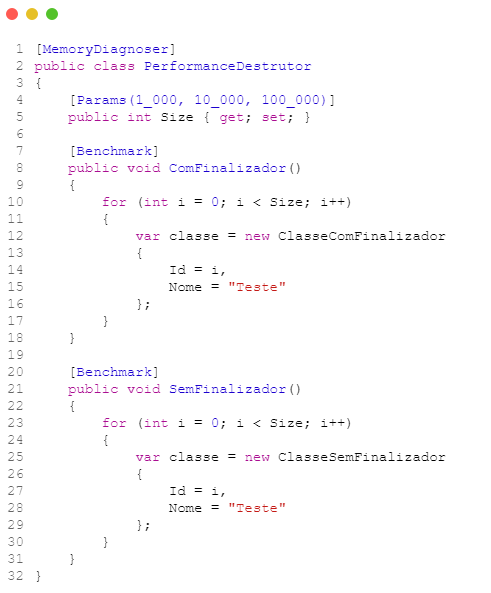 1 [MemoryDiagnoser]
2 public class PerformanceDestrutor
3 {
4     [Params(1_000, 10_000, 100_000)]
5     public int Size { get; set; }
6
7     [Benchmark]
8     public void ComFinalizador()
9     {
10         for (int i = 0; i < Size; i++)
11         {
12             var classe = new ClasseComFinalizador
13             {
14                 Id = i,
15                 Nome = "Teste"
16             };
17         }
18     }
19
20     [Benchmark]
21     public void SemFinalizador()
22     {
23         for (int i = 0; i < Size; i++)
24         {
25             var classe = new ClasseSemFinalizador
26             {
27                 Id = i,
28                 Nome = "Teste"
29             };
30         }
31     }
32 }